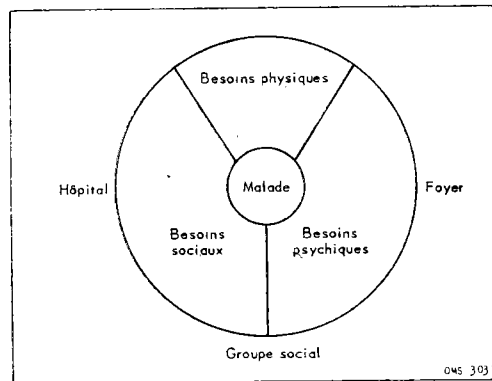 Besoins physiques
Hôpital
Malade
Foyer
Besoins
sociaux
Besoins
psychiques
Groupe social
OMS 303